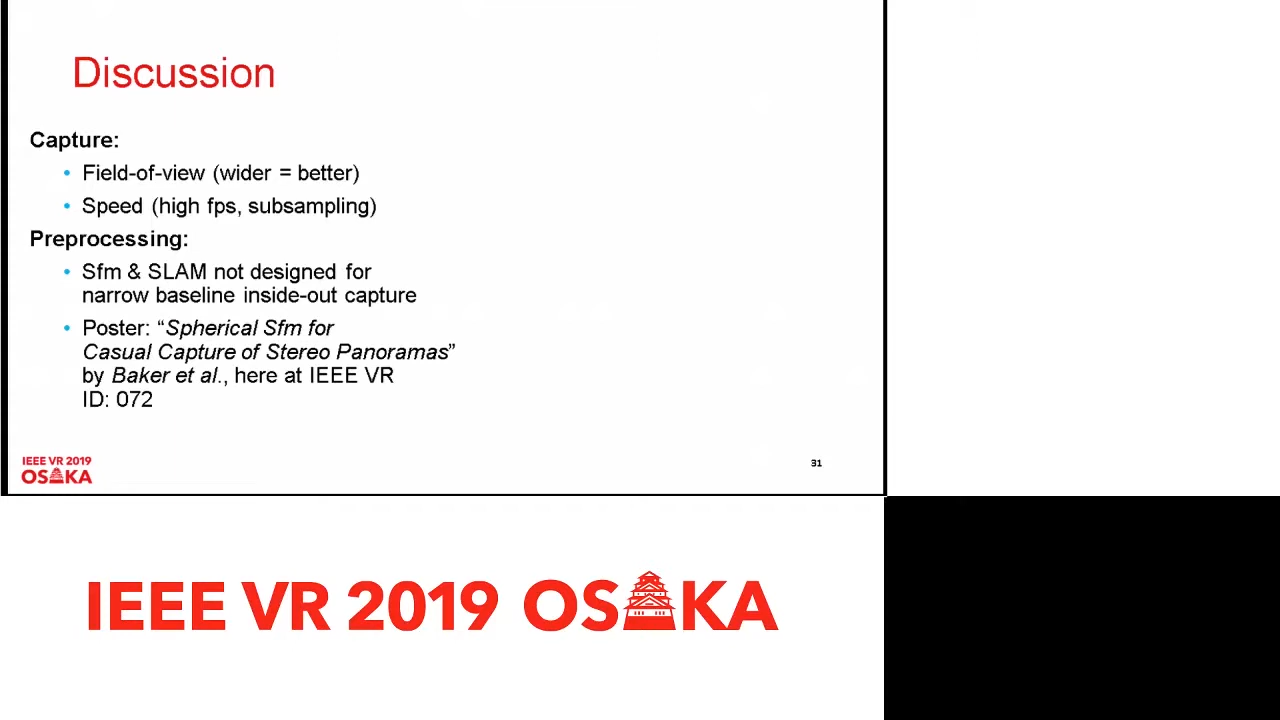 Discussion
Capture:
• Field-of-view (wider = better)
• Speed (high fps, subsampling)
Preprocessing:
• Sfm & SLAM not designed for
narrow baseline inside-out capture
• Poster: “Spherical Sfm for
Casual Capture of Stereo Panoramas”
by Baker et al., here at IEEE VR
ID: 072
IEEE VR 2019
OSAKA
31
IEEE VR 2019 OSAKA